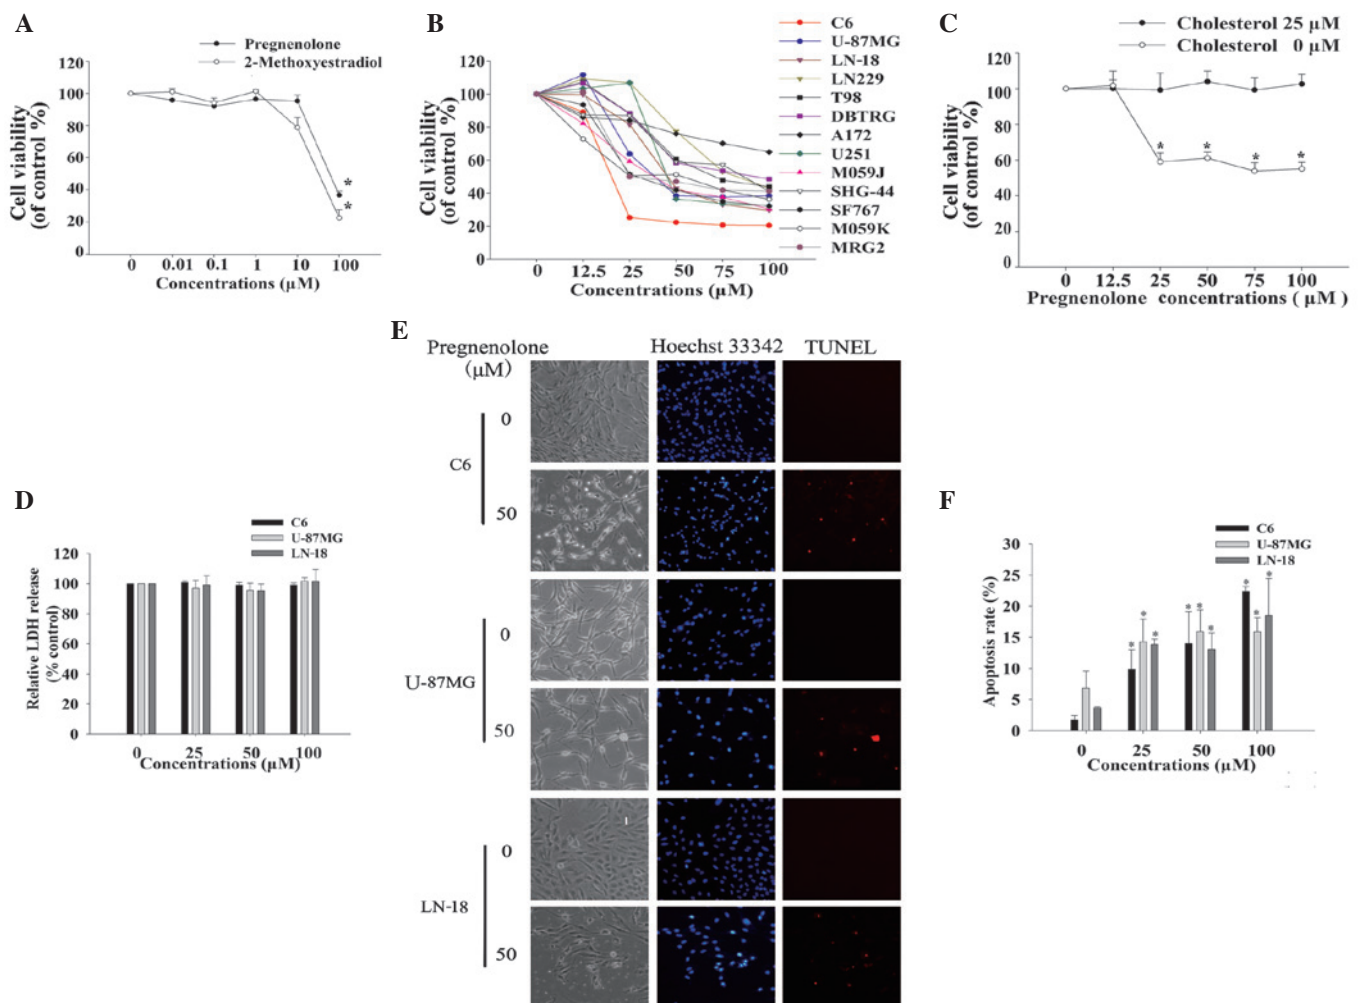 A
Pregnenolone
2-Methoxyestradiol
120
100
80
60
40
20
0
Cell viability
(of control %)
*
*
0 0.01 0.1 1 10 100
Concentrations (µM)
B
C6
U-87MG
LN-18
LN229
T98
DBTRG
A172
U251
M059J
SHG-44
SF767
M059K
MRG2
120
100
80
60
40
20
0
Cell viability
(of control %)
0 12.5 25 50 75 100
Concentrations (µM)
C
Cholesterol 25 µM
Cholesterol 0 µM
120
100
80
60
40
20
0
Cell viability
(of control %)
* * * *
0 12.5 25 50 75 100
Pregnenolone concentrations ( µM )
D
C6
U-87MG
LN-18
120
100
80
60
40
20
0
Relative LDH release
(% control)
0 25 50 100
Concentrations (µM)
E
Pregnenolone
(µM)
Hoechst 33342
TUNEL
0
C6
50
0
U-87MG
50
0
LN-18
50
F
C6
U-87MG
LN-18
30
25
20
15
10
5
0
Apoptosis rate (%)
* * * * * * * * *
0 25 50 100
Concentrations (µM)